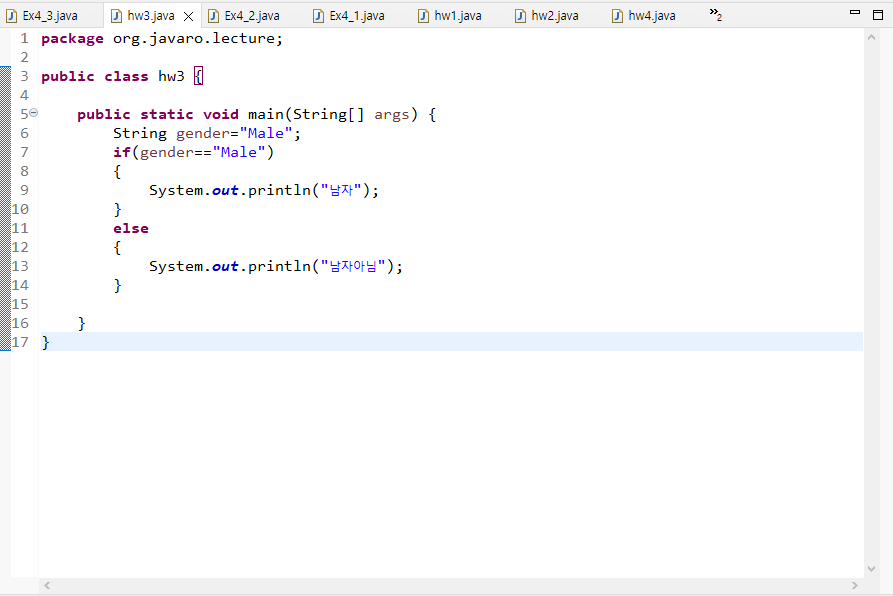 Ex4_3.java hw3.java Ex4_2.java Ex4_1.java hw1.java hw2.java hw4.java »2
1 package org.javaro.lecture;
2
3 public class hw3 {
4
5 public static void main(String[] args) {
6 String gender="Male";
7 if(gender=="Male")
8 {
9 System.out.println("남자");
10 }
11 else
12 {
13 System.out.println("남자아님");
14 }
15
16 }
17 }